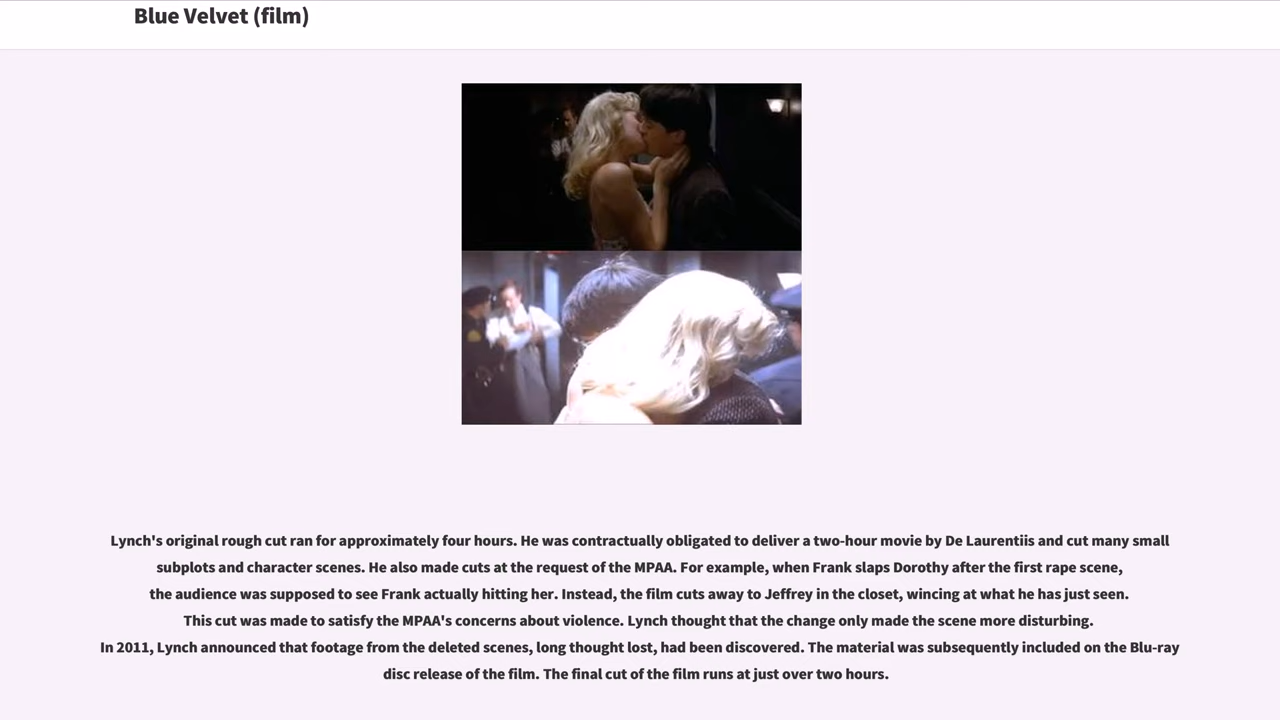 Blue Velvet (film)
Lynch's original rough cut ran for approximately four hours. He was contractually obligated to deliver a two-hour movie by De Laurentiis and cut many small
subplots and character scenes. He also made cuts at the request of the MPAA. For example, when Frank slaps Dorothy after the first rape scene,
the audience was supposed to see Frank actually hitting her. Instead, the film cuts away to Jeffrey in the closet, wincing at what he has just seen.
This cut was made to satisfy the MPAA's concerns about violence. Lynch thought that the change only made the scene more disturbing.
In 2011, Lynch announced that footage from the deleted scenes, long thought lost, had been discovered. The material was subsequently included on the Blu-ray
disc release of the film. The final cut of the film runs at just over two hours.